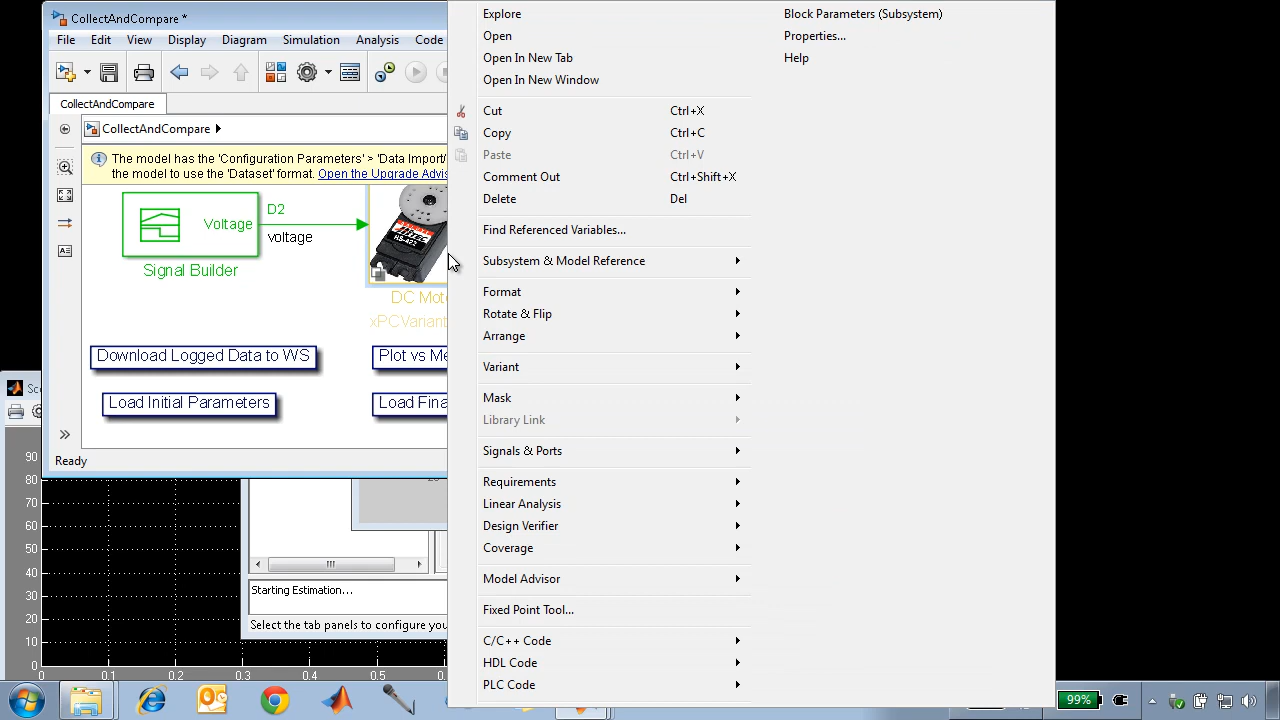 CollectAndCompare *
File Edit View Display Diagram Simulation Analysis Code
CollectAndCompare
CollectAndCompare
The model has the 'Configuration Parameters' > 'Data Import/
the model to use the 'Dataset' format. Open the Upgrade Advis
Voltage
D2
voltage
Signal Builder
DC Mot
xPCVariant
Download Logged Data to WS
Plot vs Me
Load Initial Parameters
Load Fina
Ready
Sc
90
80
70
60
50
40
30
20
10
0
0 0.1 0.2 0.3 0.4 0.5
Starting Estimation...
Select the tab panels to configure you
Explore
Open
Open In New Tab
Open In New Window
Cut Ctrl+X
Copy Ctrl+C
Paste Ctrl+V
Comment Out Ctrl+Shift+X
Delete Del
Find Referenced Variables...
Subsystem & Model Reference
Format
Rotate & Flip
Arrange
Variant
Mask
Library Link
Signals & Ports
Requirements
Linear Analysis
Design Verifier
Coverage
Model Advisor
Fixed Point Tool...
C/C++ Code
HDL Code
PLC Code
Block Parameters (Subsystem)
Properties...
Help
99%